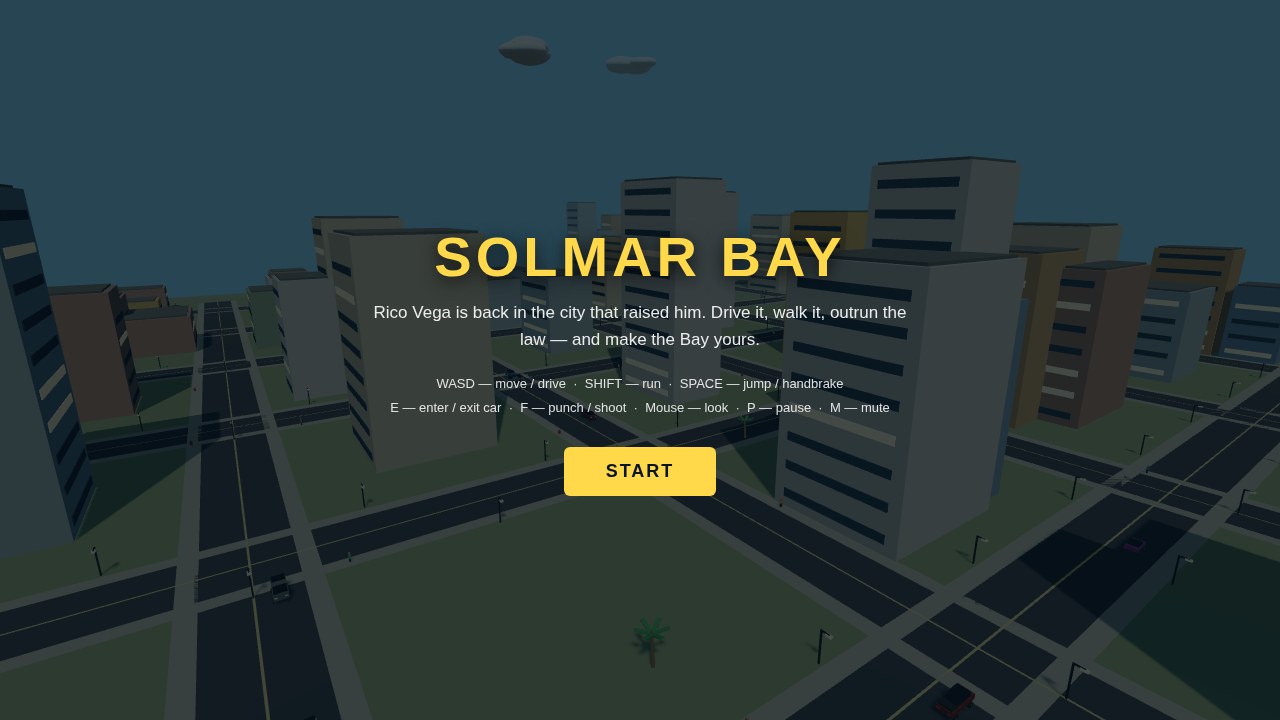 SOLMAR BAY
Rico Vega is back in the city that raised him. Drive it, walk it, outrun the
law — and make the Bay yours.
WASD — move / drive · SHIFT — run · SPACE — jump / handbrake
E — enter / exit car · F — punch / shoot · Mouse — look · P — pause · M — mute
START